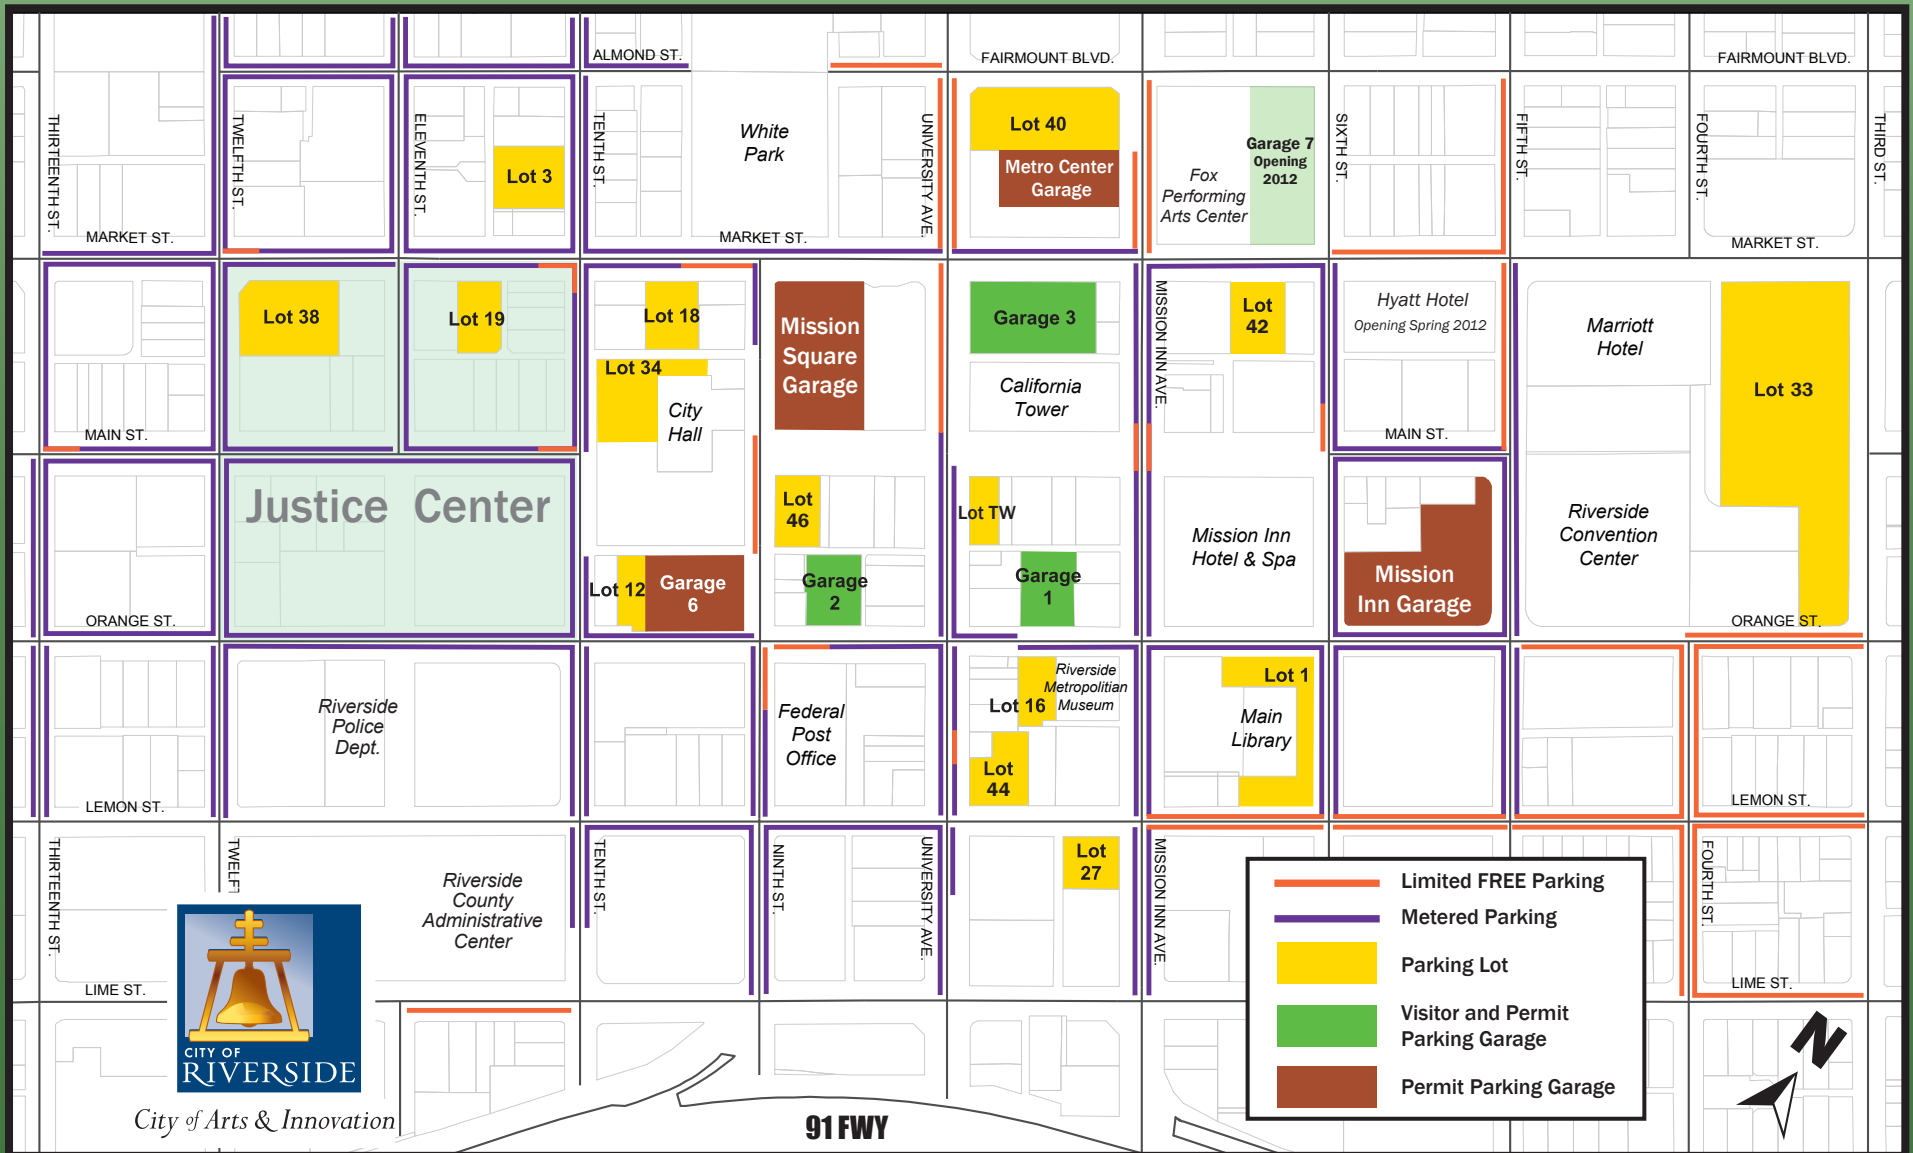 ALMOND ST.
FAIRMOUNT BLVD.
FAIRMOUNT BLVD.
THIRTEENTH ST.
TWELFTH ST.
ELEVENTH ST.
TENTH ST.
UNIVERSITY AVE.
SIXTH ST.
FIFTH ST.
FOURTH ST.
THIRD ST.
Lot 3
White
Park
Lot 40
Metro Center
Garage
Fox
Performing
Arts Center
Garage 7
Opening
2012
MARKET ST.
MARKET ST.
MARKET ST.
Lot 38
Lot 19
Lot 18
Lot 34
City
Hall
Mission
Square
Garage
Garage 3
California
Tower
MISSION INN AVE.
Lot
42
Hyatt Hotel
Opening Spring 2012
Marriott
Hotel
Lot 33
MAIN ST.
MAIN ST.
Justice Center
Lot
46
Lot TW
Mission Inn
Hotel & Spa
Riverside
Convention
Center
Lot 12
Garage
6
Garage
2
Garage
1
Mission
Inn Garage
ORANGE ST.
ORANGE ST.
Riverside
Police
Dept.
Federal
Post
Office
Lot 16
Riverside
Metropolitian
Museum
Lot
44
Lot 1
Main
Library
LEMON ST.
LEMON ST.
THIRTEENTH ST.
TWELFT
Riverside
County
Administrative
Center
TENTH ST.
NINTH ST.
UNIVERSITY AVE.
Lot
27
MISSION INN AVE.
FOURTH ST.
LIME ST.
LIME ST.
Limited FREE Parking
Metered Parking
Parking Lot
Visitor and Permit
Parking Garage
Permit Parking Garage
CITY OF
RIVERSIDE
City of Arts & Innovation
91 FWY
N